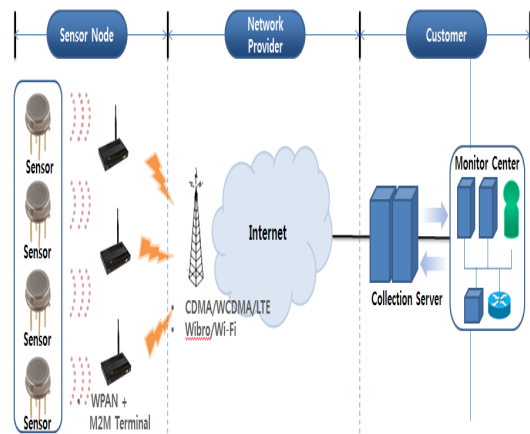 Sensor Node
Network
Provider
Customer
Sensor
Sensor
Sensor
Sensor
• WPAN +
M2M Terminal
• CDMA/WCDMA/LTE
• Wibro/Wi-Fi
Internet
Collection Server
Monitor Center